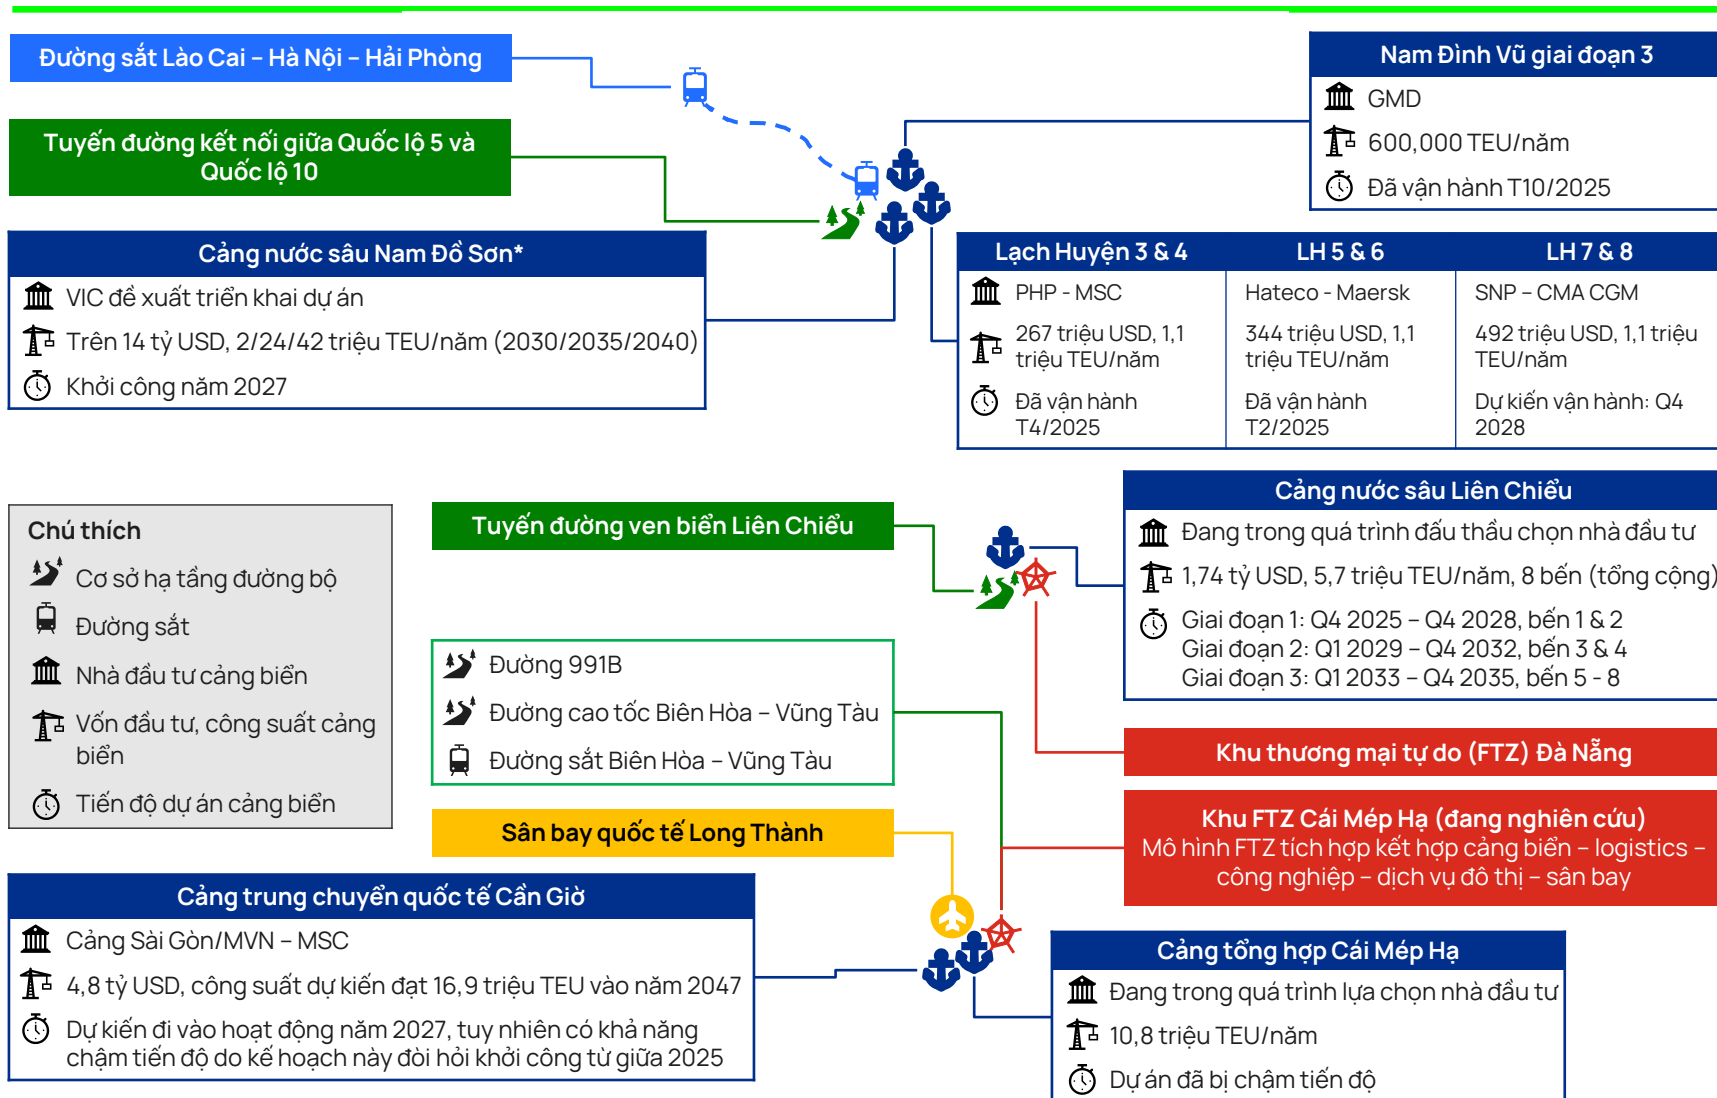 Đường sắt Lào Cai – Hà Nội – Hải Phòng
Tuyến đường kết nối giữa Quốc lộ 5 và
Quốc lộ 10
Nam Đình Vũ giai đoạn 3
GMD
600,000 TEU/năm
Đã vận hành T10/2025
Cảng nước sâu Nam Đồ Sơn*
VIC đề xuất triển khai dự án
Trên 14 tỷ USD, 2/24/42 triệu TEU/năm (2030/2035/2040)
Khởi công năm 2027
Lạch Huyện 3 & 4
PHP - MSC
267 triệu USD, 1,1
triệu TEU/năm
Đã vận hành
T4/2025
LH 5 & 6
Hateco - Maersk
344 triệu USD, 1,1
triệu TEU/năm
Đã vận hành
T2/2025
LH 7 & 8
SNP – CMA CGM
492 triệu USD, 1,1 triệu
TEU/năm
Dự kiến vận hành: Q4
2028
Chú thích
Cơ sở hạ tầng đường bộ
Đường sắt
Nhà đầu tư cảng biển
Vốn đầu tư, công suất cảng
biển
Tiến độ dự án cảng biển
Tuyến đường ven biển Liên Chiểu
Cảng nước sâu Liên Chiểu
Đang trong quá trình đấu thầu chọn nhà đầu tư
1,74 tỷ USD, 5,7 triệu TEU/năm, 8 bến (tổng cộng)
Giai đoạn 1: Q4 2025 – Q4 2028, bến 1 & 2
Giai đoạn 2: Q1 2029 – Q4 2032, bến 3 & 4
Giai đoạn 3: Q1 2033 – Q4 2035, bến 5 - 8
Đường 991B
Đường cao tốc Biên Hòa – Vũng Tàu
Đường sắt Biên Hòa – Vũng Tàu
Khu thương mại tự do (FTZ) Đà Nẵng
Sân bay quốc tế Long Thành
Khu FTZ Cái Mép Hạ (đang nghiên cứu)
Mô hình FTZ tích hợp kết hợp cảng biển – logistics –
công nghiệp – dịch vụ đô thị – sân bay
Cảng trung chuyển quốc tế Cần Giờ
Cảng Sài Gòn/MVN – MSC
4,8 tỷ USD, công suất dự kiến đạt 16,9 triệu TEU vào năm 2047
Dự kiến đi vào hoạt động năm 2027, tuy nhiên có khả năng
chậm tiến độ do kế hoạch này đòi hỏi khởi công từ giữa 2025
Cảng tổng hợp Cái Mép Hạ
Đang trong quá trình lựa chọn nhà đầu tư
10,8 triệu TEU/năm
Dự án đã bị chậm tiến độ